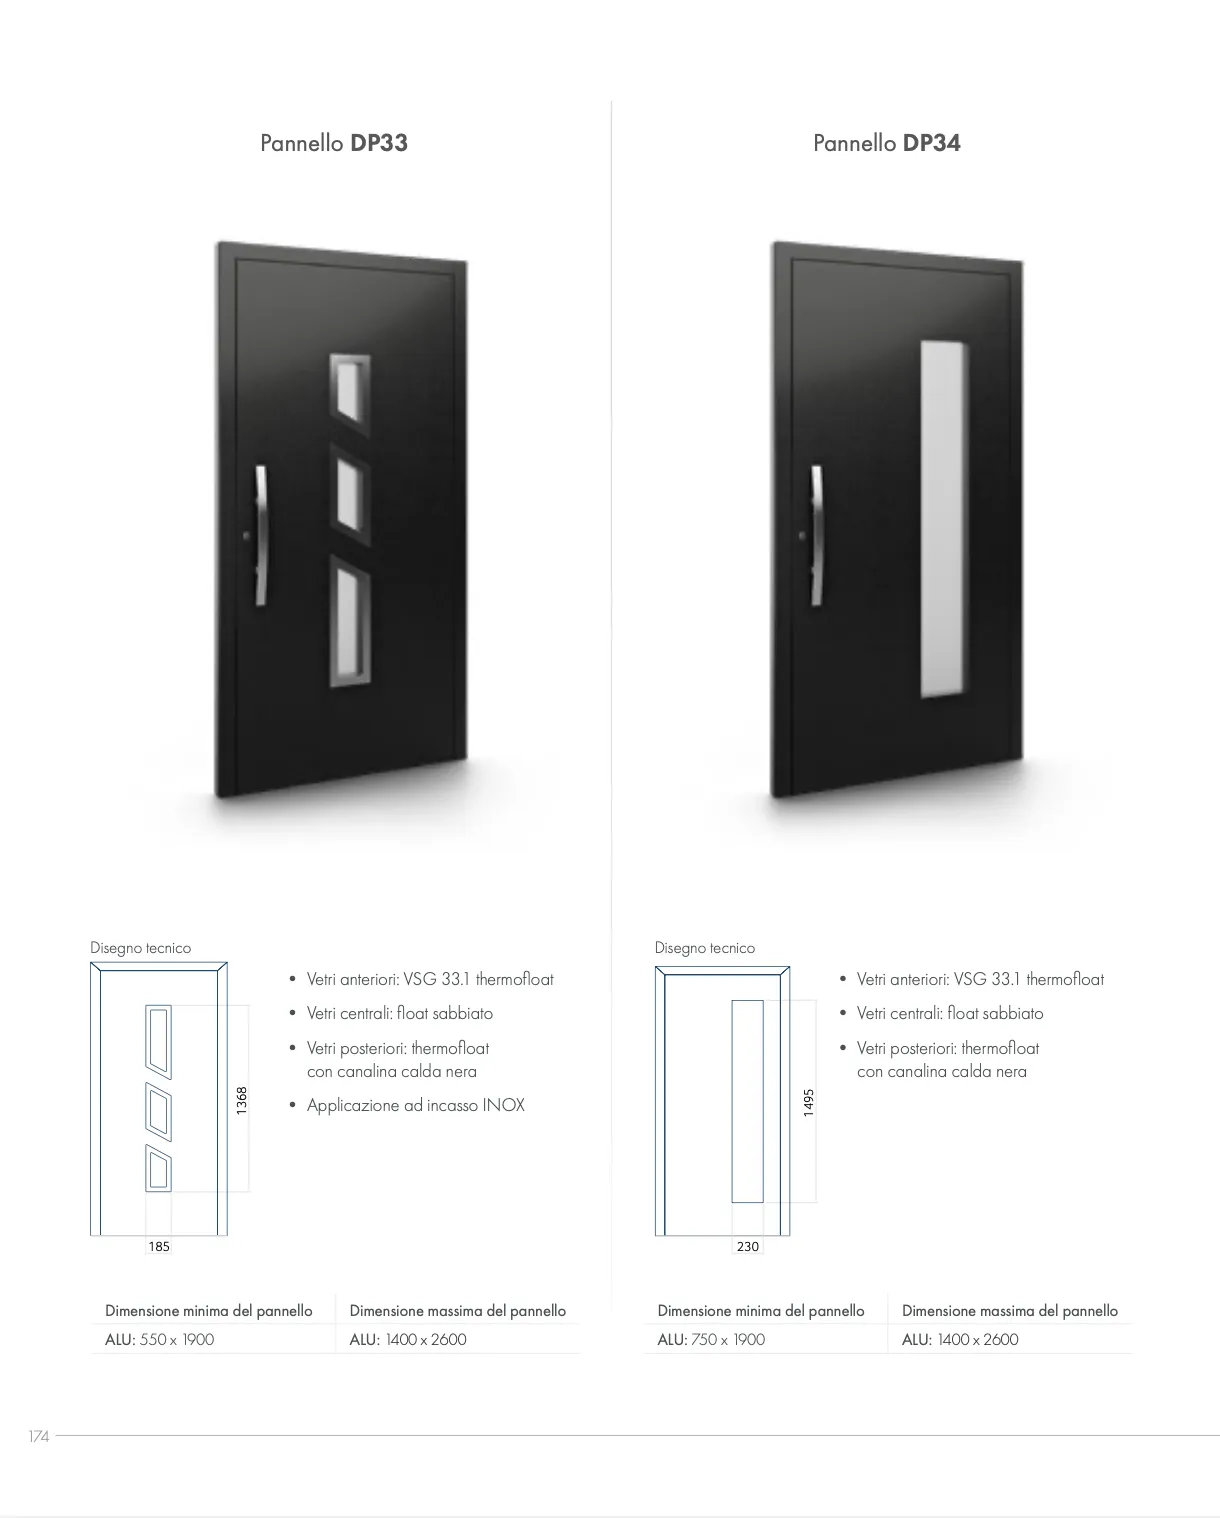 Pannello DP33
Disegno tecnico
1368
185
• Vetri anteriori: VSG 33.1 thermofloat
• Vetri centrali: float sabbiato
• Vetri posteriori: thermofloat
con canalina calda nera
• Applicazione ad incasso INOX
Dimensione minima del pannello
Dimensione massima del pannello
ALU: 550 x 1900
ALU: 1400 x 2600
Pannello DP34
Disegno tecnico
1495
230
• Vetri anteriori: VSG 33.1 thermofloat
• Vetri centrali: float sabbiato
• Vetri posteriori: thermofloat
con canalina calda nera
Dimensione minima del pannello
Dimensione massima del pannello
ALU: 750 x 1900
ALU: 1400 x 2600
174